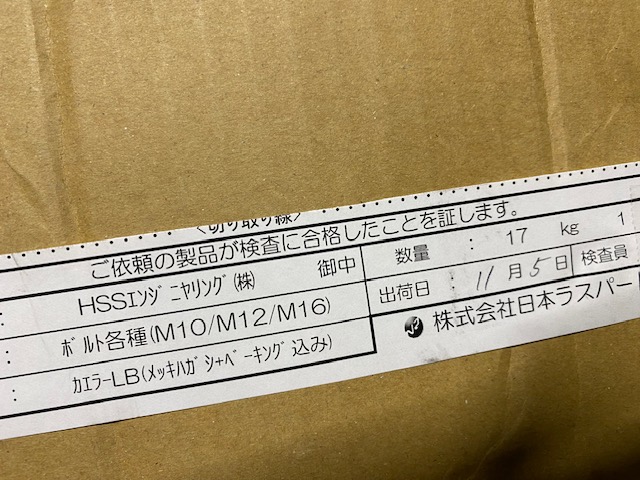 〈切り取り線〉
ご依頼の製品が検査に合格したことを証します。
: HSSｴﾝｼﾞﾆﾔﾘﾝｸﾞ(株) 御中
数量 : 17 kg 1
: ﾎﾞﾙﾄ各種(M10/M12/M16)
出荷日 : 11月5日 検査員
: ｶｴﾗｰLB(ﾒｯｷﾊｶﾞｼ+ﾍﾞｰｷﾝｸﾞ込み)
株式会社日本ラスパート